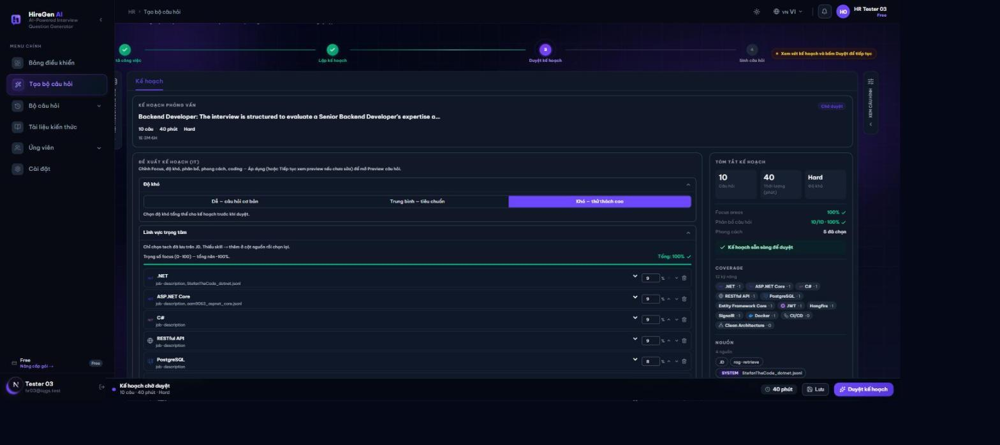 HireGen AI
AI-Powered Interview
Question Generator
MENU CHÍNH
Bảng điều khiển
Tạo bộ câu hỏi
Bộ câu hỏi
Tài liệu kiến thức
Ứng viên
Cài đặt
Free
Nâng cấp gói →
Free
N
Tester 03
hr03@iqgs.test
HR › Tạo bộ câu hỏi
VN VI
H0
HR Tester 03
Free
tả công việc
Lập kế hoạch
3
Duyệt kế hoạch
4
Sinh câu hỏi
Xem xét kế hoạch và bấm Duyệt để tiếp tục
Kế hoạch
XEM CẤU HÌNH
KẾ HOẠCH PHỎNG VẤN
Chờ duyệt
Backend Developer: The interview is structured to evaluate a Senior Backend Developer's expertise a...
10 câu · 40 phút · Hard
1E·3M·6H
ĐỀ XUẤT KẾ HOẠCH (IT)
Chỉnh Focus, độ khó, phân bổ, phong cách, coding — Áp dụng (hoặc Tiếp tục xem preview nếu chưa sửa) để mở Preview câu hỏi.
Độ khó
Dễ — câu hỏi cơ bản
Trung bình — tiêu chuẩn
Khó — thử thách cao
Chọn độ khó tổng thể cho kế hoạch trước khi duyệt.
Lĩnh vực trọng tâm
Chỉ chọn tech đã lưu trên JD. Thiếu skill → thêm ở cột nguồn rồi chọn lại.
Trọng số focus (0-100) — tổng nên ~100%.
Tổng: 100% ✓
.NET
job-description, StefanTheCode_dotnet.jsonl
9 %
ASP.NET Core
job-description, aam9063_aspnet_core.jsonl
9 %
C#
job-description
9 %
RESTful API
job-description
9 %
PostgreSQL
job-description
8 %
TÓM TẮT KẾ HOẠCH
10
Câu hỏi
40
Thời lượng
(phút)
Hard
Độ khó
Focus areas
100% ✓
Phân bổ câu hỏi
10/10 · 100% ✓
Phong cách
5 đã chọn
✓ Kế hoạch sẵn sàng để duyệt
COVERAGE
12 kỹ năng
.NET · 1
ASP.NET Core · 1
C# · 1
RESTful API · 1
PostgreSQL · 1
Entity Framework Core · 1
JWT · 1
Hangfire · 1
SignalR · 1
Docker · 1
CI/CD · 0
Clean Architecture · 0
NGUỒN
4 nguồn
JD
rag-retrieve
SYSTEM StefanTheCode_dotnet.jsonl
Kế hoạch chờ duyệt
10 câu · 40 phút · Hard
40 phút
Lưu
Duyệt kế hoạch